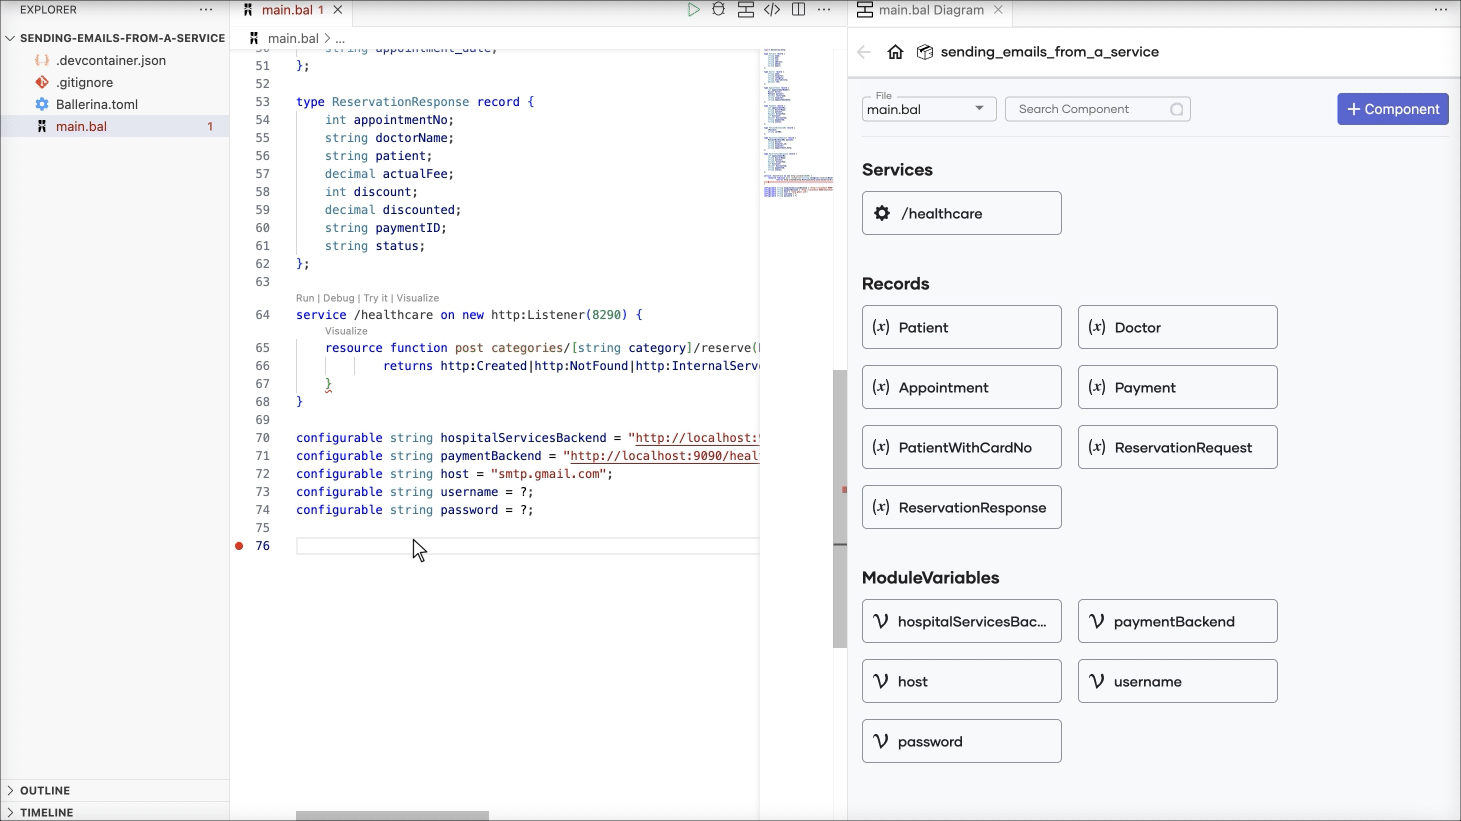 EXPLORER
SENDING-EMAILS-FROM-A-SERVICE
.devcontainer.json
.gitignore
Ballerina.toml
main.bal 1
OUTLINE
TIMELINE
main.bal 1
main.bal > ...
50 string appointment_date;
51 };
52
53 type ReservationResponse record {
54 int appointmentNo;
55 string doctorName;
56 string patient;
57 decimal actualFee;
58 int discount;
59 decimal discounted;
60 string paymentID;
61 string status;
62 };
63
Run | Debug | Try it | Visualize
64 service /healthcare on new http:Listener(8290) {
Visualize
65 resource function post categories/[string category]/reserve(
66 returns http:Created|http:NotFound|http:InternalServ
67 }
68 }
69
70 configurable string hospitalServicesBackend = "http://localhost:
71 configurable string paymentBackend = "http://localhost:9090/heal
72 configurable string host = "smtp.gmail.com";
73 configurable string username = ?;
74 configurable string password = ?;
75
76
main.bal Diagram
sending_emails_from_a_service
File
main.bal
Search Component
+ Component
Services
/healthcare
Records
(x) Patient
(x) Doctor
(x) Appointment
(x) Payment
(x) PatientWithCardNo
(x) ReservationRequest
(x) ReservationResponse
ModuleVariables
hospitalServicesBac...
paymentBackend
host
username
password